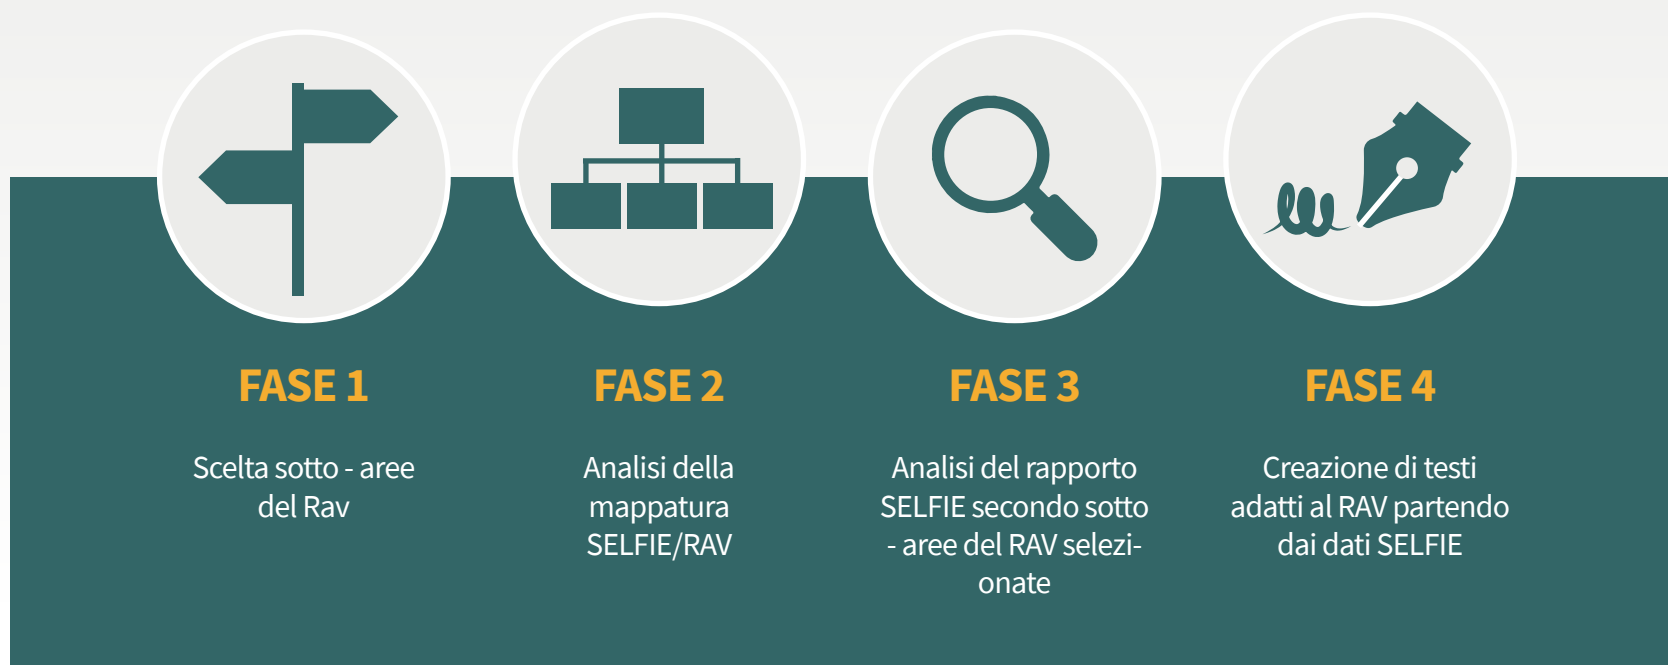 FASE 1
Scelta sotto - aree
del Rav
FASE 2
Analisi della
mappatura
SELFIE/RAV
FASE 3
Analisi del rapporto
SELFIE secondo sotto
- aree del RAV selezi-
onate
FASE 4
Creazione di testi
adatti al RAV partendo
dai dati SELFIE